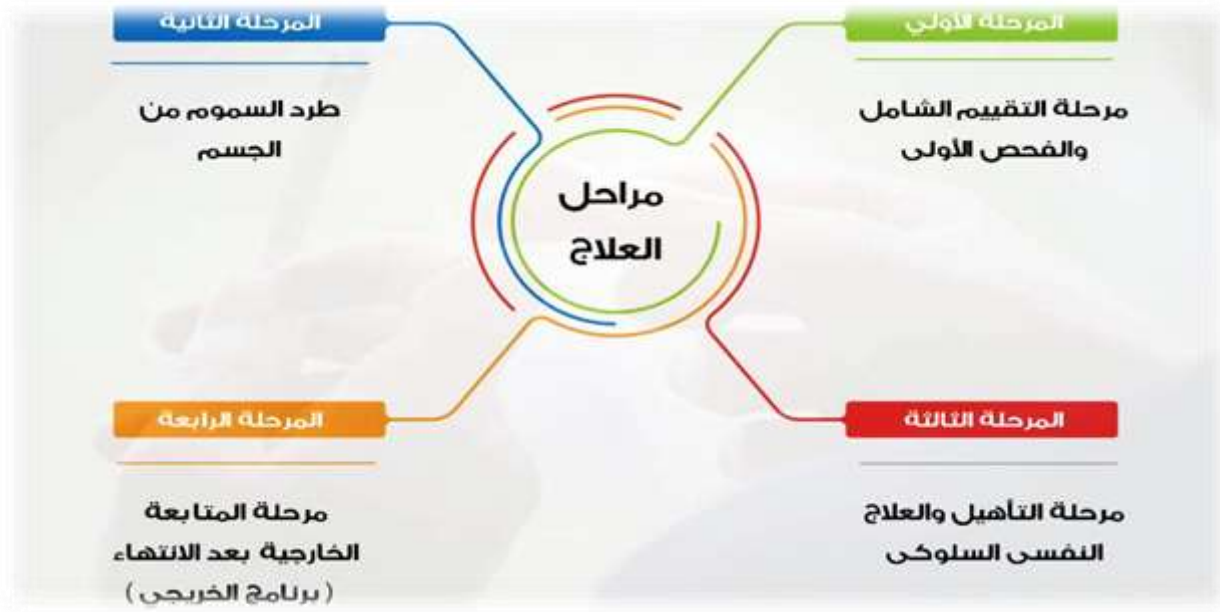 المرحلة الأولي
مرحلة التقييم الشامل
والفحص الأولى
المرحلة الثانية
طرد السموم من
الجسم
مراحل
العلاج
المرحلة الثالثة
مرحلة التأهيل والعلاج
النفسى السلوكى
المرحلة الرابعة
مرحلة المتابعة
الخارجية بعد الانتهاء
(برنامج الخريجي)